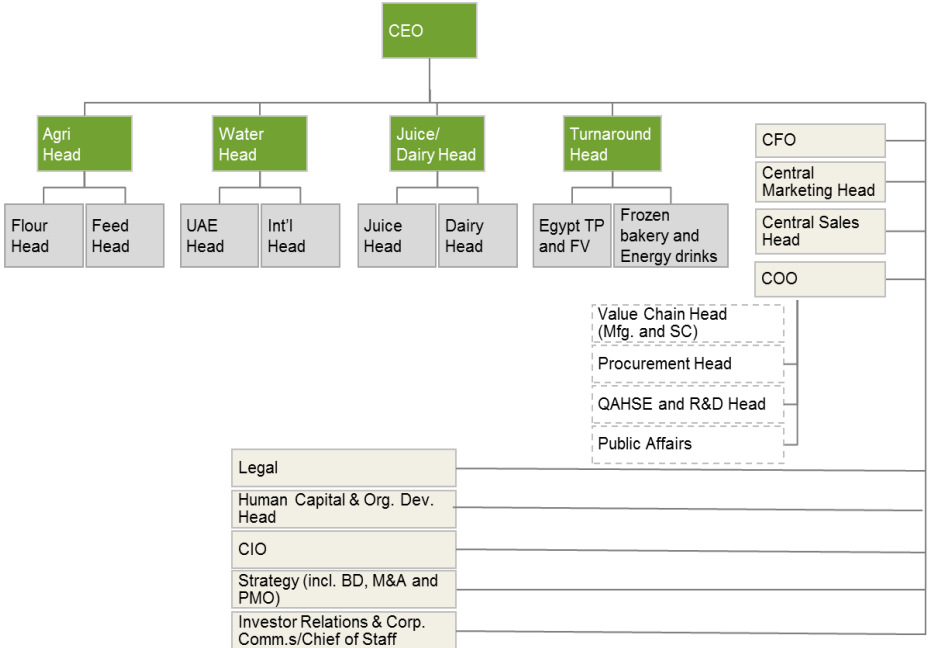 CEO
Agri
Head
Water
Head
Juice/
Dairy Head
Turnaround
Head
Flour
Head
Feed
Head
UAE
Head
Int'l
Head
Juice
Head
Dairy
Head
Egypt TP
and FV
Frozen
bakery and
Energy drinks
CFO
Central
Marketing Head
Central Sales
Head
COO
Value Chain Head
(Mfg. and SC)
Procurement Head
QAHSE and R&D Head
Public Affairs
Legal
Human Capital & Org. Dev.
Head
CIO
Strategy (incl. BD, M&A and
PMO)
Investor Relations & Corp.
Comm.s/Chief of Staff